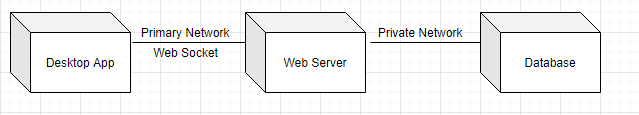 Desktop App
Primary Network
Web Socket
Web Server
Private Network
Database